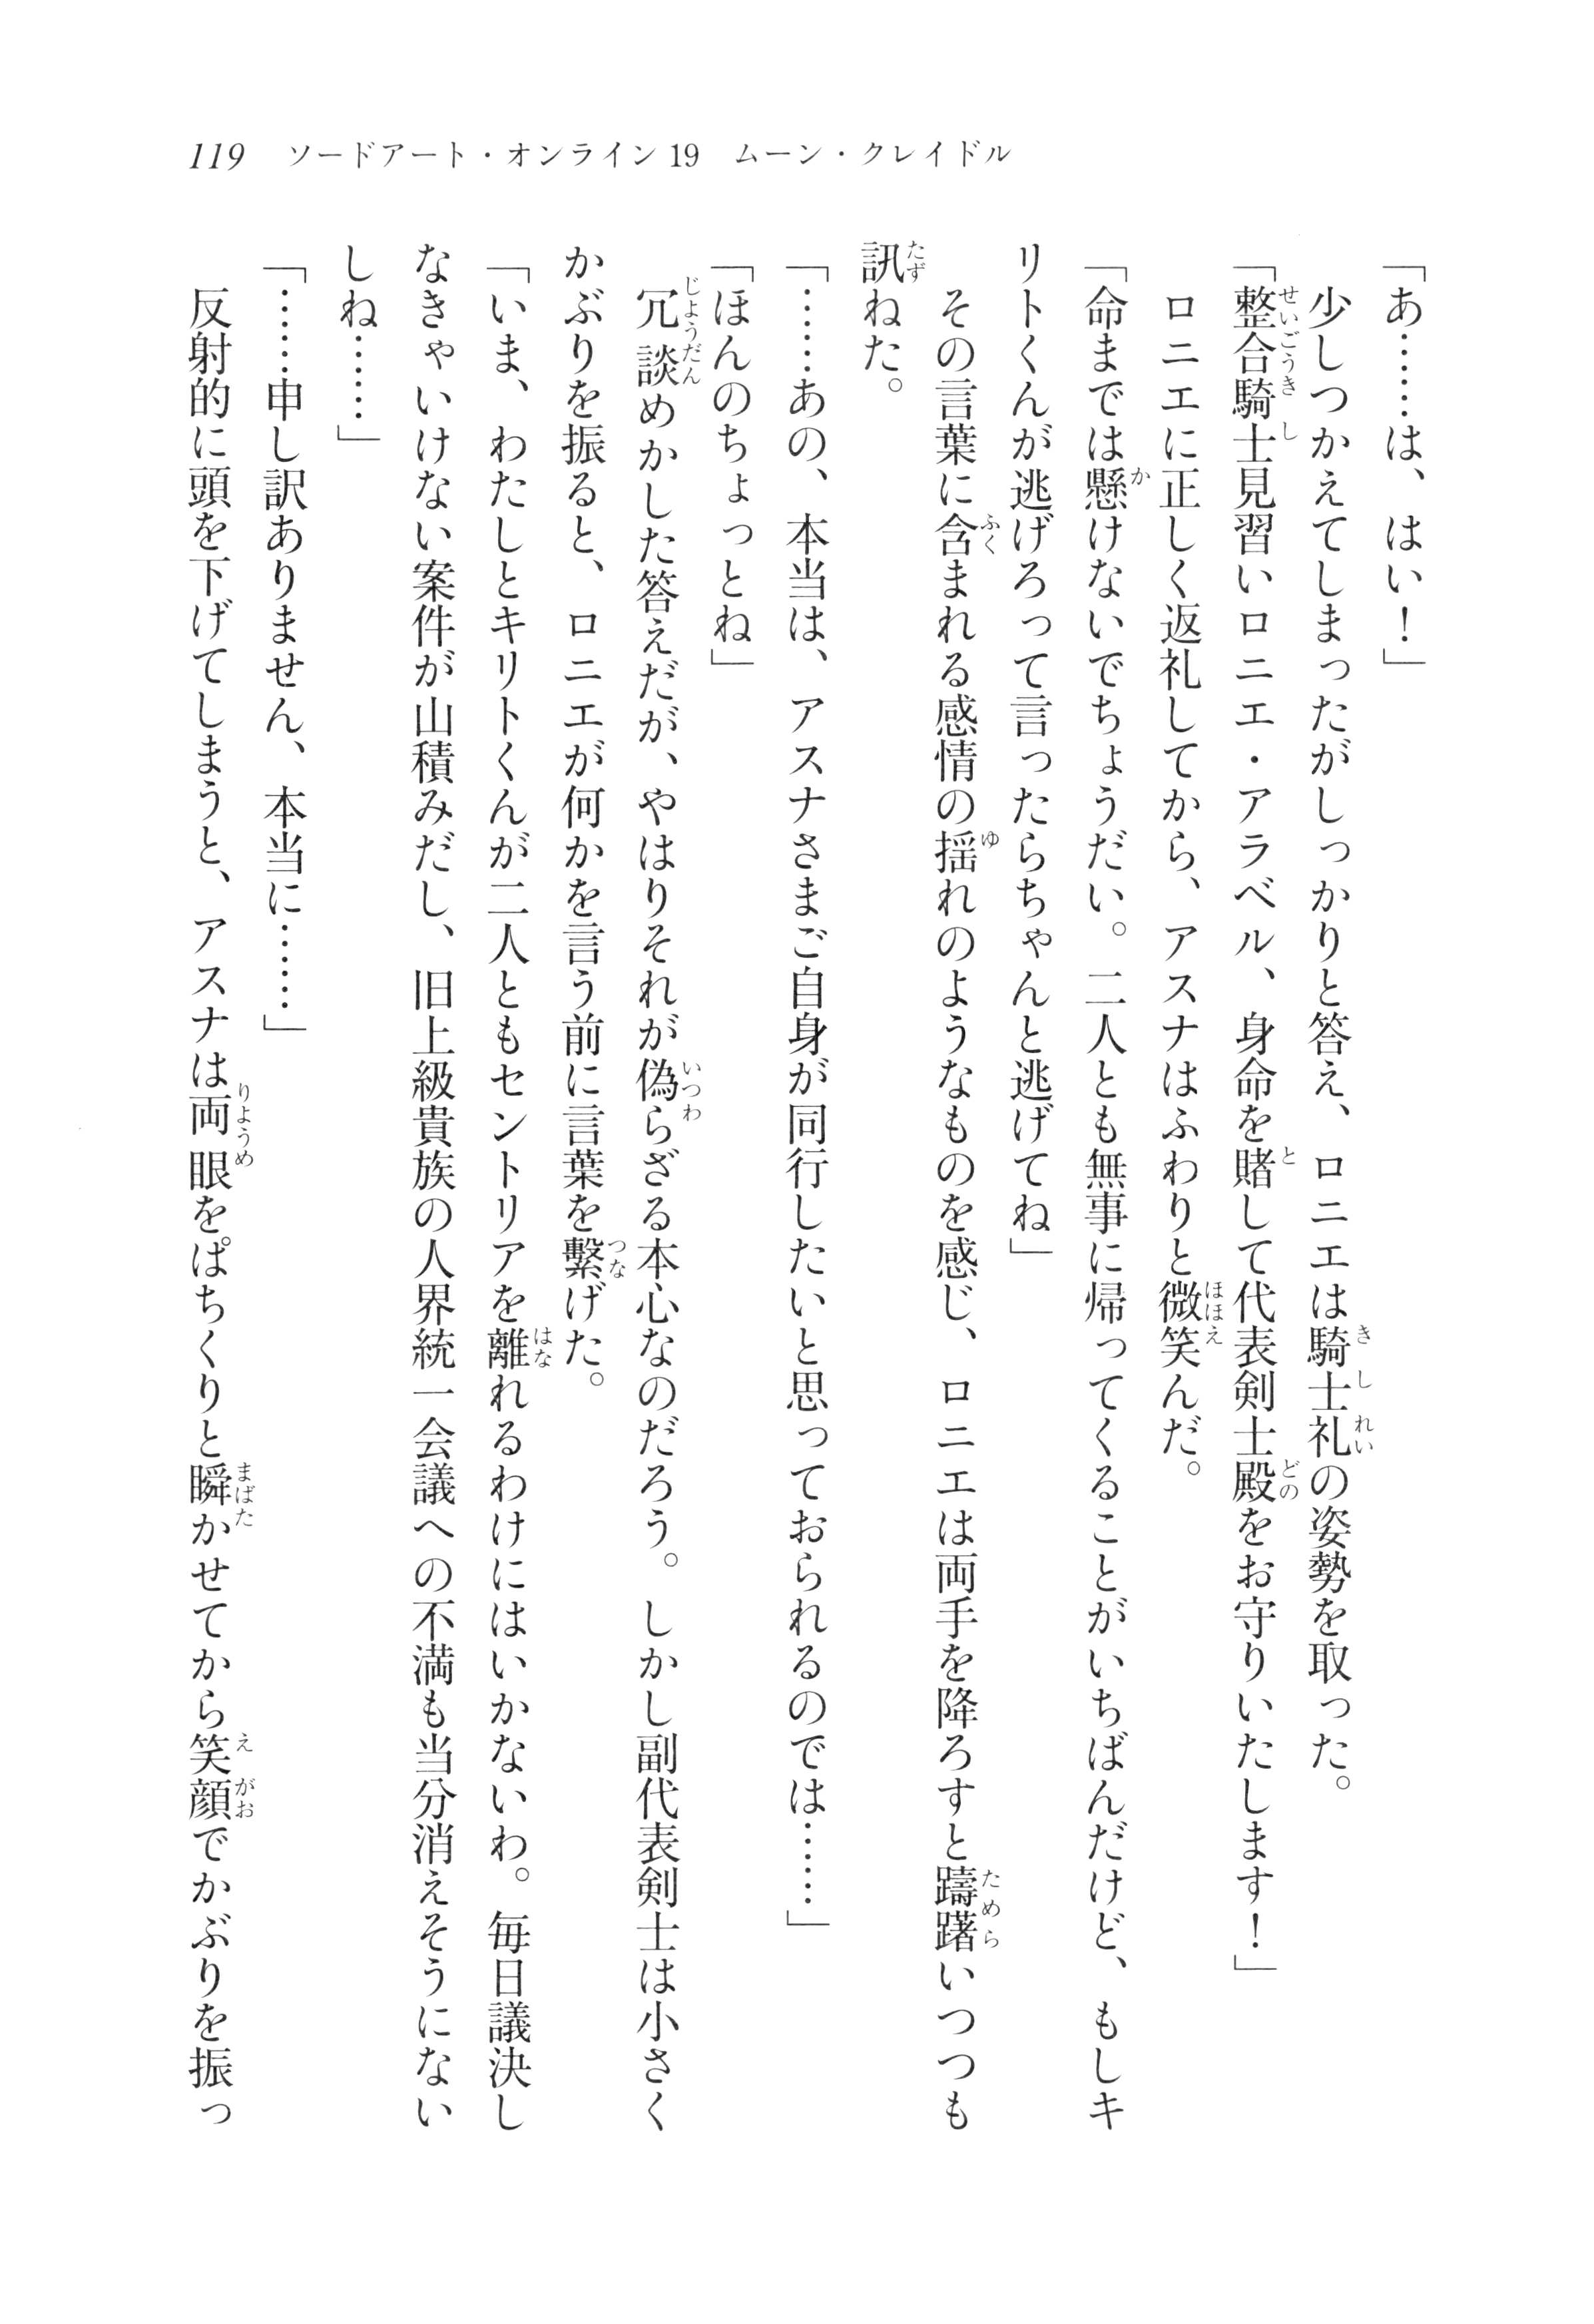 119 ソードアート・オンライン19 ムーン・クレイドル
「あ……は、はい！」
少しつかえてしまったがしっかりと答え、ロニエは騎士礼の姿勢を取った。
「整合騎士見習いロニエ・アラベル、身命を賭して代表剣士殿をお守りいたします！」
ロニエに正しく返礼してから、アスナはふわりと微笑んだ。
「命までは懸けないでちょうだい。二人とも無事に帰ってくることがいちばんだけど、もしキ
リトくんが逃げろって言ったらちゃんと逃げてね」
その言葉に含まれる感情の揺れのようなものを感じ、ロニエは両手を降ろすと躊躇いつつも
訊ねた。
「……あの、本当は、アスナさまご自身が同行したいと思っておられるのでは……」
「ほんのちょっとね」
冗談めかした答えだが、やはりそれが偽らざる本心なのだろう。しかし副代表剣士は小さく
かぶりを振ると、ロニエが何かを言う前に言葉を繋げた。
「いま、わたしとキリトくんが二人ともセントリアを離れるわけにはいかないわ。毎日議決し
なきゃいけない案件が山積みだし、旧上級貴族の人界統一会議への不満も当分消えそうにない
しね……」
「……申し訳ありません、本当に……」
反射的に頭を下げてしまうと、アスナは両眼をぱちくりと瞬かせてから笑顔でかぶりを振っ